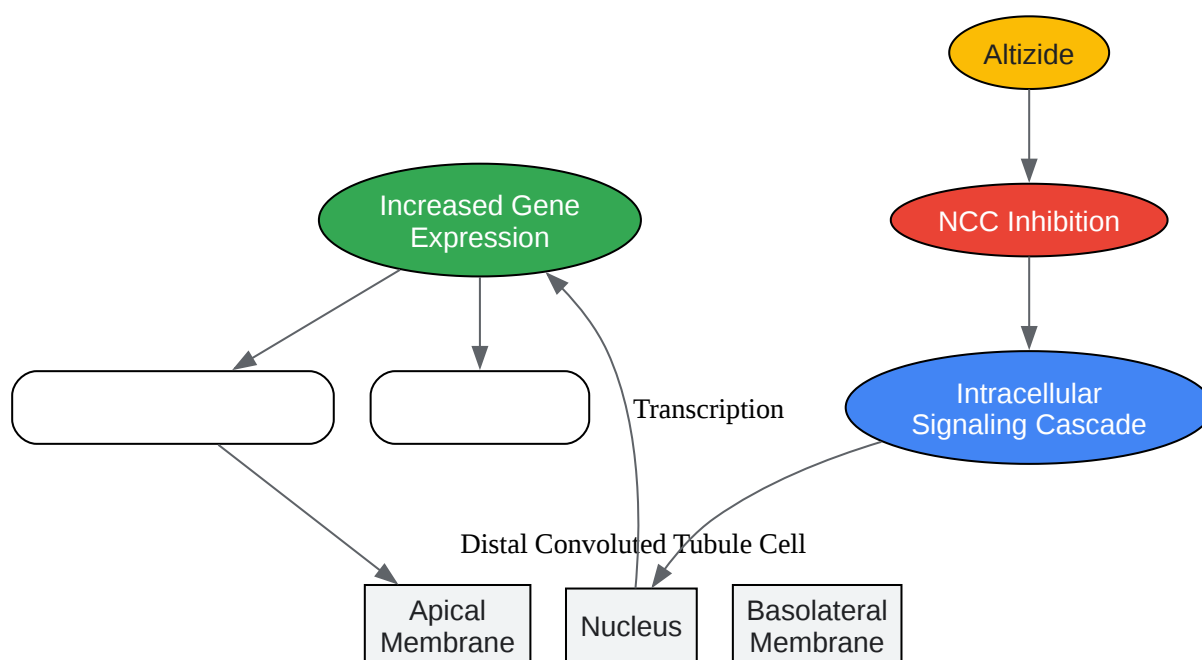 Altizide
Increased Gene
Expression
NCC Inhibition
Intracellular
Signaling Cascade
Transcription
Distal Convoluted Tubule Cell
Apical
Membrane
Nucleus
Basolateral
Membrane